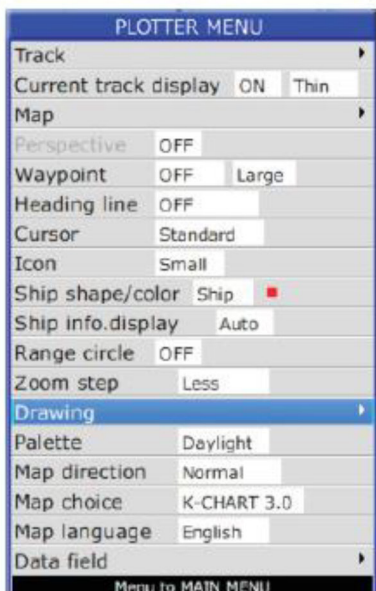 PLOTTER MENU
Track
Current track display ON Thin
Map
Perspective OFF
Waypoint OFF Large
Heading line OFF
Cursor Standard
Icon Small
Ship shape/color Ship
Ship info.display Auto
Range circle OFF
Zoom step Less
Drawing
Palette Daylight
Map direction Normal
Map choice K-CHART 3.0
Map language English
Data field
Menu to MAIN MENU